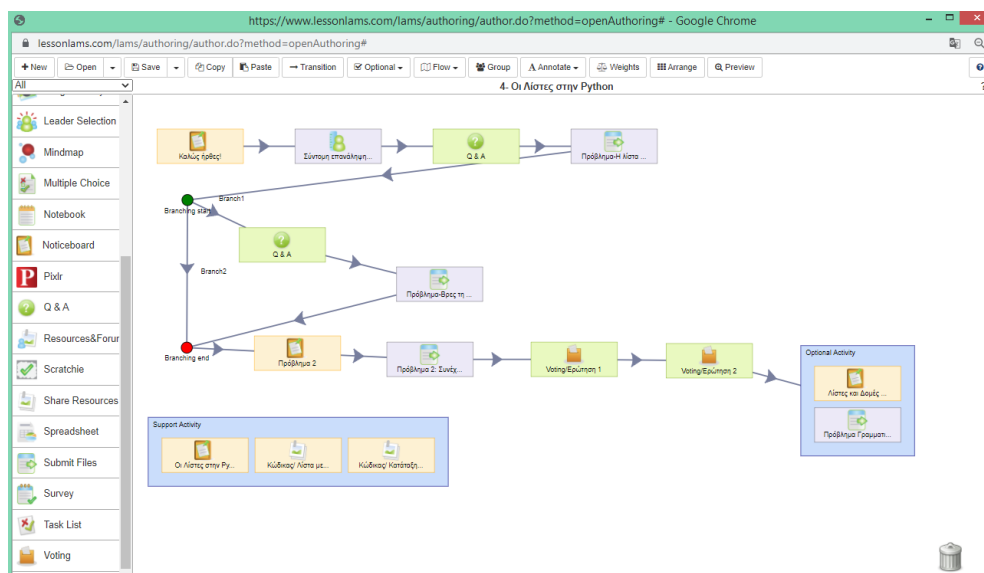 https://www.lessonlams.com/lams/authoring/author.do?method=openAuthoring# - Google Chrome
lessonlams.com/lams/authoring/author.do?method=openAuthoring#
New Open Save Copy Paste Transition Optional Flow Group Annotate Weights Arrange Preview
All
4- Οι Λίστες στην Python
Leader Selection
Mindmap
Multiple Choice
Notebook
Noticeboard
Pixlr
Q & A
Resources&Forur
Scratchie
Share Resources
Spreadsheet
Submit Files
Survey
Task List
Voting
Καλώς ήρθες!
Σύντομη επανάληψη...
Q & A
Πρόβλημα-Η λίστα ...
Branch1
Branching start
Q & A
Branch2
Πρόβλημα-Βρες τη ...
Branching end
Πρόβλημα 2
Πρόβλημα 2: Συνέχ...
Voting/Ερώτηση 1
Voting/Ερώτηση 2
Optional Activity
Λίστες και Δομές ...
Πρόβλημα Γραμματι...
Support Activity
Οι Λίστες στην Py...
Κώδικας/ Λίστα με...
Κώδικας/ Κατάταξη...